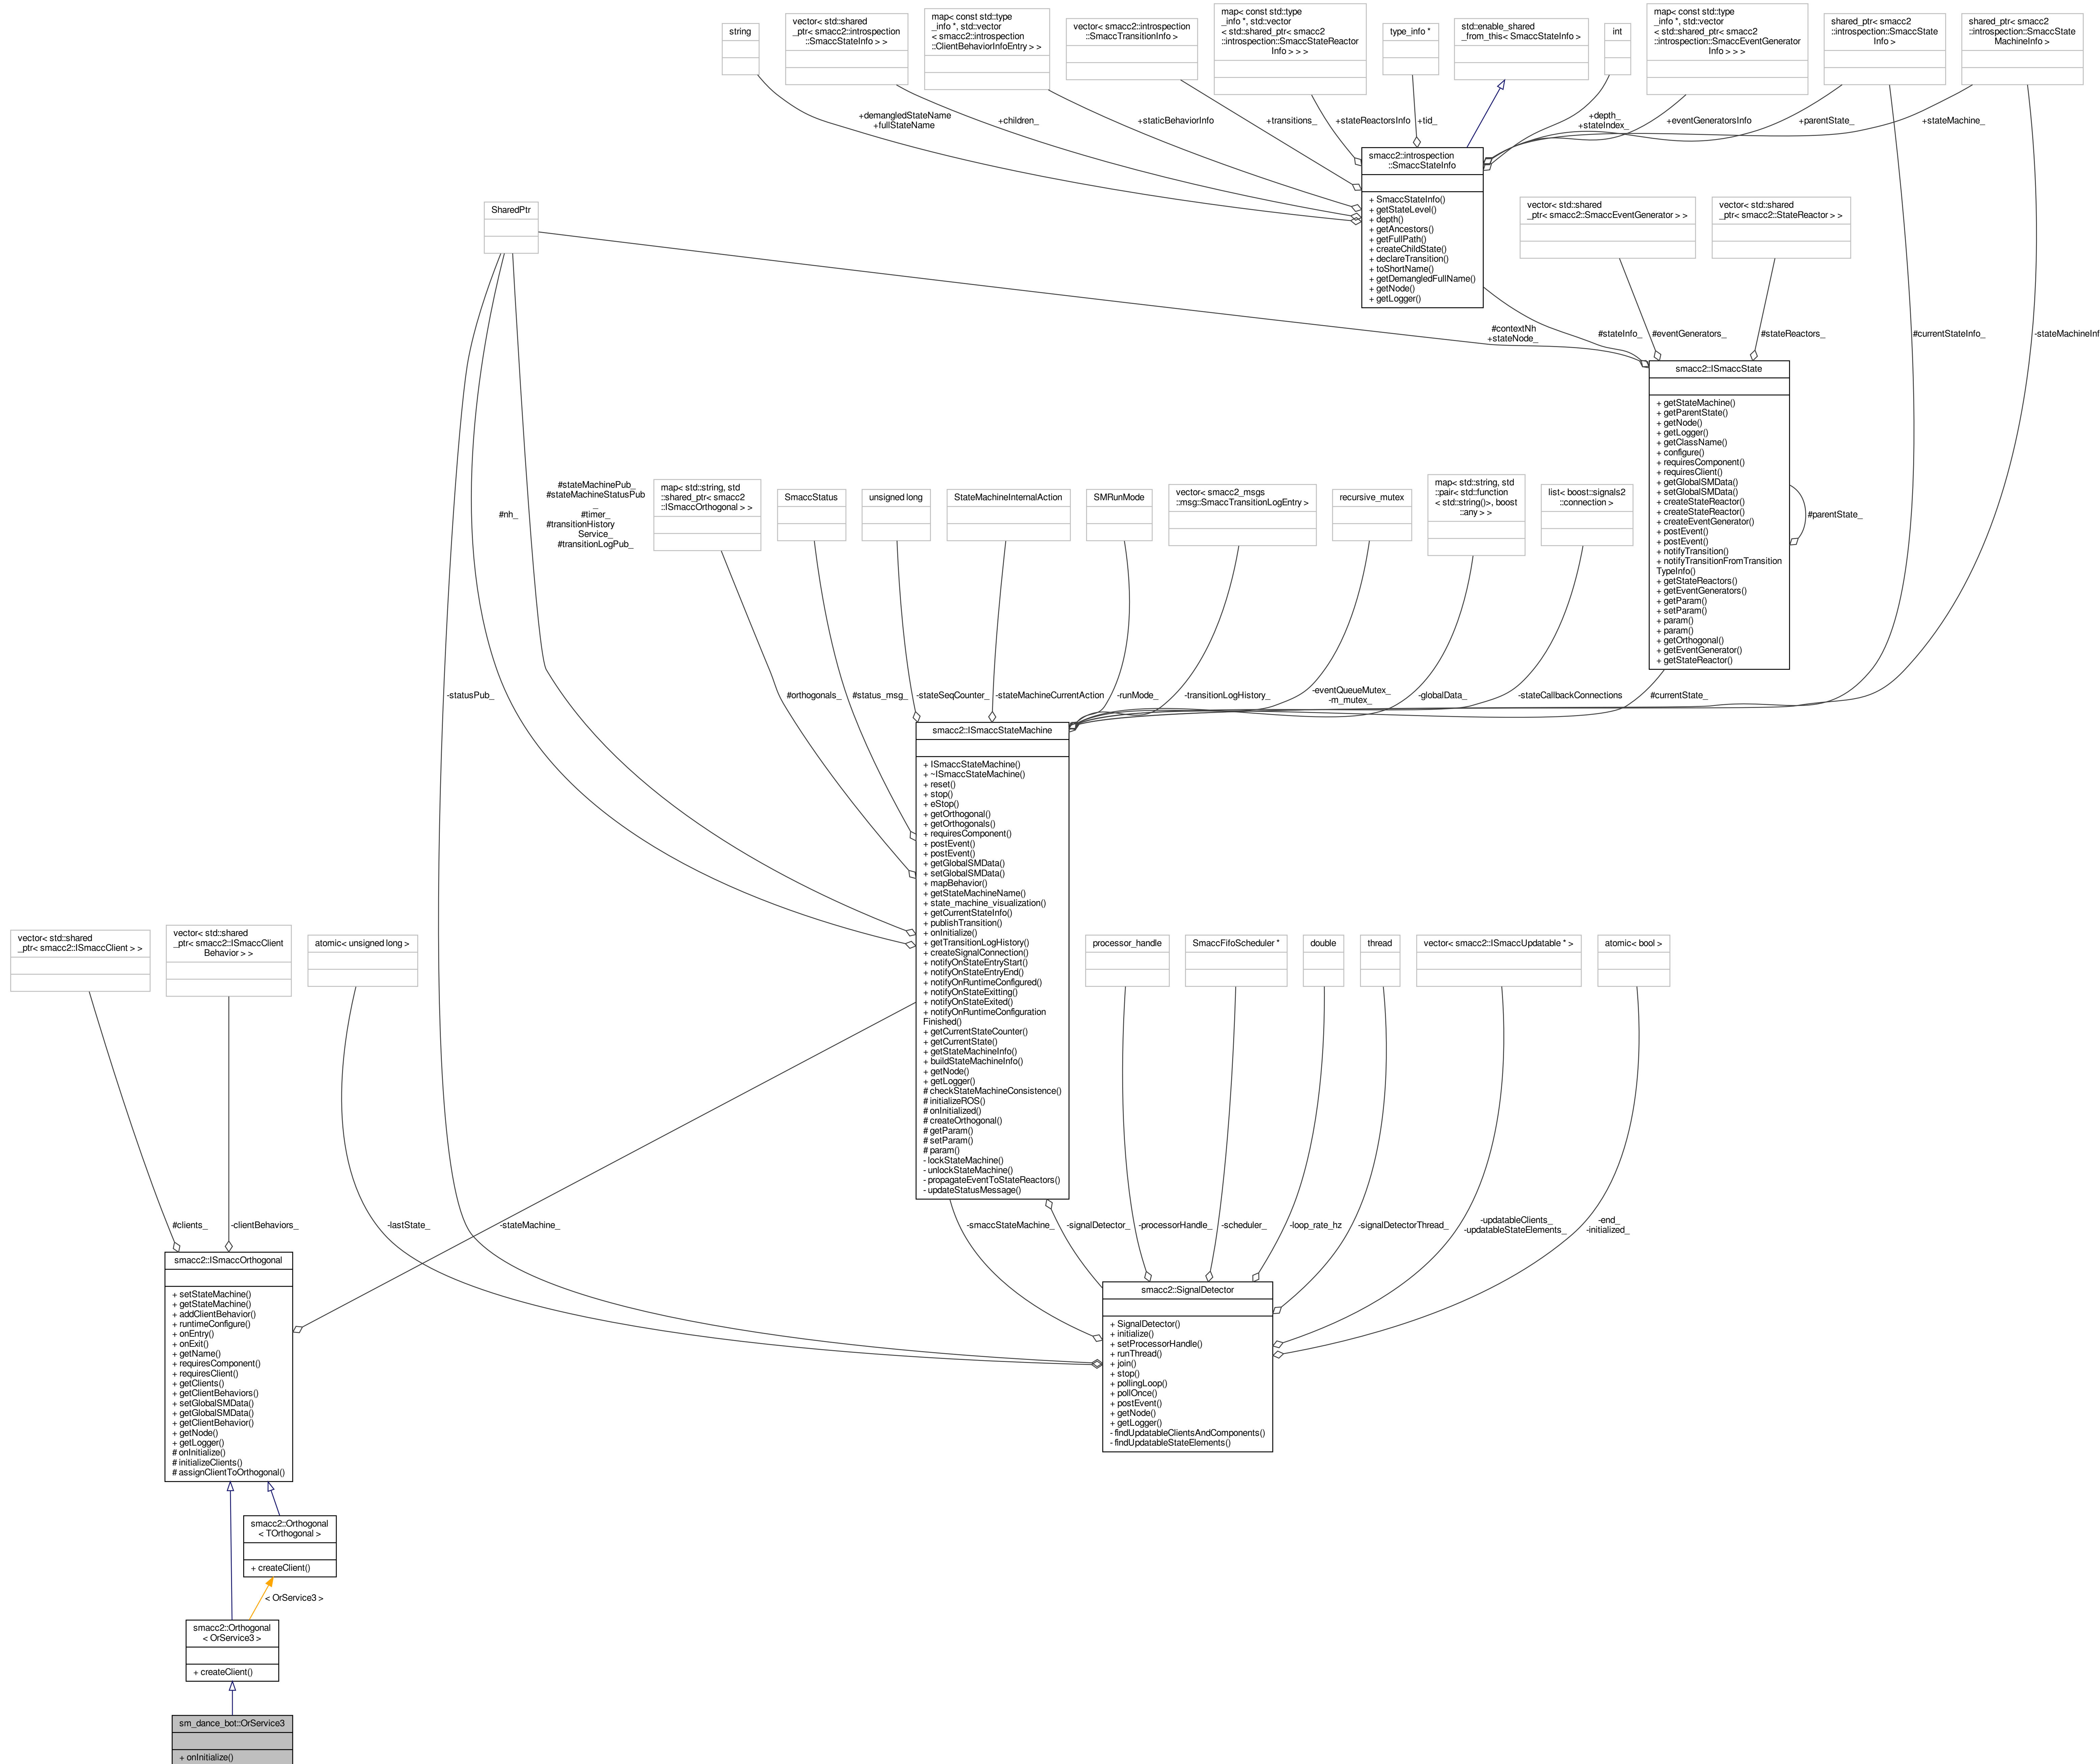 string
vector< std::shared
_ptr< smacc2::introspection
::SmaccStateInfo > >
map< const std::type
_info *, std::vector
< smacc2::introspection
::ClientBehaviorInfoEntry > >
vector< smacc2::introspection
::SmaccTransitionInfo >
map< const std::type
_info *, std::vector
< std::shared_ptr< smacc2
::introspection::SmaccStateReactor
Info > > >
type_info *
std::enable_shared
_from_this< SmaccStateInfo >
int
map< const std::type
_info *, std::vector
< std::shared_ptr< smacc2
::introspection::SmaccEventGenerator
Info > > >
shared_ptr< smacc2
::introspection::SmaccState
Info >
shared_ptr< smacc2
::introspection::SmaccState
MachineInfo >
+demangledStateName
+fullStateName
+children_
+staticBehaviorInfo
+transitions_
+stateReactorsInfo
+tid_
+depth_
+stateIndex_
+eventGeneratorsInfo
+parentState_
+stateMachine_
smacc2::introspection
::SmaccStateInfo
+ SmaccStateInfo()
+ getStateLevel()
+ depth()
+ getAncestors()
+ getFullPath()
+ createChildState()
+ declareTransition()
+ toShortName()
+ getDemangledFullName()
+ getNode()
+ getLogger()
SharedPtr
vector< std::shared
_ptr< smacc2::SmaccEventGenerator > >
vector< std::shared
_ptr< smacc2::StateReactor > >
#contextNh
+stateNode_
#stateInfo_
#eventGenerators_
#stateReactors_
#currentStateInfo_
-stateMachineInf
smacc2::ISmaccState
+ getStateMachine()
+ getParentState()
+ getNode()
+ getLogger()
+ getClassName()
+ configure()
+ requiresComponent()
+ requiresClient()
+ getGlobalSMData()
+ setGlobalSMData()
+ createStateReactor()
+ createStateReactor()
+ createEventGenerator()
+ postEvent()
+ postEvent()
+ notifyTransition()
+ notifyTransitionFromTransition
TypeInfo()
+ getStateReactors()
+ getEventGenerators()
+ getParam()
+ setParam()
+ param()
+ param()
+ getOrthogonal()
+ getEventGenerator()
+ getStateReactor()
#parentState_
#nh_
#stateMachinePub_
#stateMachineStatusPub
_
#timer_
#transitionHistory
Service_
#transitionLogPub_
map< std::string, std
::shared_ptr< smacc2
::ISmaccOrthogonal > >
SmaccStatus
unsigned long
StateMachineInternalAction
SMRunMode
vector< smacc2_msgs
::msg::SmaccTransitionLogEntry >
recursive_mutex
map< std::string, std
::pair< std::function
< std::string()>, boost
::any > >
list< boost::signals2
::connection >
-statusPub_
#orthogonals_
#status_msg_
-stateSeqCounter_
-stateMachineCurrentAction
-runMode_
-transitionLogHistory_
-eventQueueMutex_
-m_mutex_
-globalData_
-stateCallbackConnections
#currentState_
smacc2::ISmaccStateMachine
+ ISmaccStateMachine()
+ ~ISmaccStateMachine()
+ reset()
+ stop()
+ eStop()
+ getOrthogonal()
+ getOrthogonals()
+ requiresComponent()
+ postEvent()
+ postEvent()
+ getGlobalSMData()
+ setGlobalSMData()
+ mapBehavior()
+ getStateMachineName()
+ state_machine_visualization()
+ getCurrentStateInfo()
+ publishTransition()
+ onInitialize()
+ getTransitionLogHistory()
+ createSignalConnection()
+ notifyOnStateEntryStart()
+ notifyOnStateEntryEnd()
+ notifyOnRuntimeConfigured()
+ notifyOnStateExitting()
+ notifyOnStateExited()
+ notifyOnRuntimeConfiguration
Finished()
+ getCurrentStateCounter()
+ getCurrentState()
+ getStateMachineInfo()
+ buildStateMachineInfo()
+ getNode()
+ getLogger()
# checkStateMachineConsistence()
# initializeROS()
# onInitialized()
# createOrthogonal()
# getParam()
# setParam()
# param()
- lockStateMachine()
- unlockStateMachine()
- propagateEventToStateReactors()
- updateStatusMessage()
vector< std::shared
_ptr< smacc2::ISmaccClient > >
vector< std::shared
_ptr< smacc2::ISmaccClient
Behavior > >
atomic< unsigned long >
processor_handle
SmaccFifoScheduler *
double
thread
vector< smacc2::ISmaccUpdatable * >
atomic< bool >
#clients_
-clientBehaviors_
-lastState_
-stateMachine_
-smaccStateMachine_
-signalDetector_
-processorHandle_
-scheduler_
-loop_rate_hz
-signalDetectorThread_
-updatableClients_
-updatableStateElements_
-end_
-initialized_
smacc2::ISmaccOrthogonal
+ setStateMachine()
+ getStateMachine()
+ addClientBehavior()
+ runtimeConfigure()
+ onEntry()
+ onExit()
+ getName()
+ requiresComponent()
+ requiresClient()
+ getClients()
+ getClientBehaviors()
+ setGlobalSMData()
+ getGlobalSMData()
+ getClientBehavior()
+ getNode()
+ getLogger()
# onInitialize()
# initializeClients()
# assignClientToOrthogonal()
smacc2::SignalDetector
+ SignalDetector()
+ initialize()
+ setProcessorHandle()
+ runThread()
+ join()
+ stop()
+ pollingLoop()
+ pollOnce()
+ postEvent()
+ getNode()
+ getLogger()
- findUpdatableClientsAndComponents()
- findUpdatableStateElements()
smacc2::Orthogonal
< TOrthogonal >
+ createClient()
< OrService3 >
smacc2::Orthogonal
< OrService3 >
+ createClient()
sm_dance_bot::OrService3
+ onInitialize()